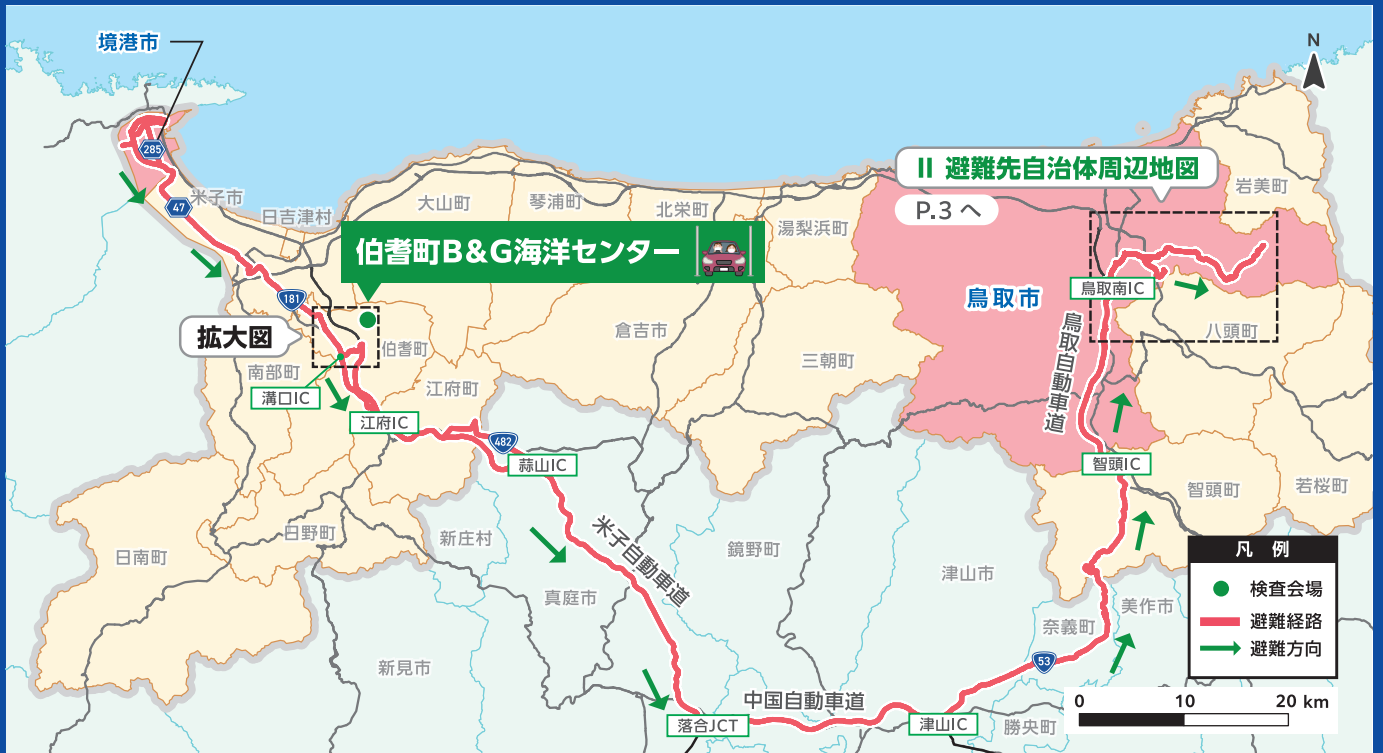 境港市
N
285
米子市
47
日吉津村
大山町
琴浦町
北栄町
湯梨浜町
II 避難先自治体周辺地図
P.3 へ
岩美町
伯耆町B&G海洋センター
181
拡大図
伯耆町
南部町
溝口IC
江府町
江府IC
倉吉市
三朝町
鳥取市
鳥取南IC
八頭町
鳥取自動車道
482
蒜山IC
智頭IC
智頭町
若桜町
日南町
日野町
新庄村
米子自動車道
鏡野町
津山市
真庭市
新見市
美作市
奈義町
53
中国自動車道
落合JCT
津山IC
勝央町
凡 例
検査会場
避難経路
避難方向
0 10 20 km